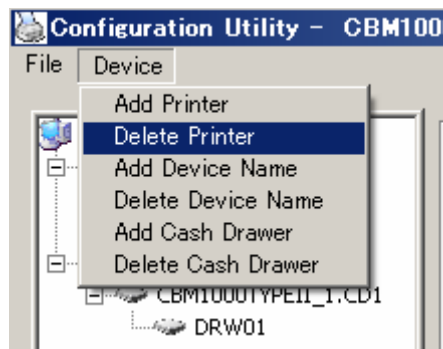 Configuration Utility - CBM100
File Device
Add Printer
Delete Printer
Add Device Name
Delete Device Name
Add Cash Drawer
Delete Cash Drawer
CBM1000TYPEII_1.CD1
DRW01